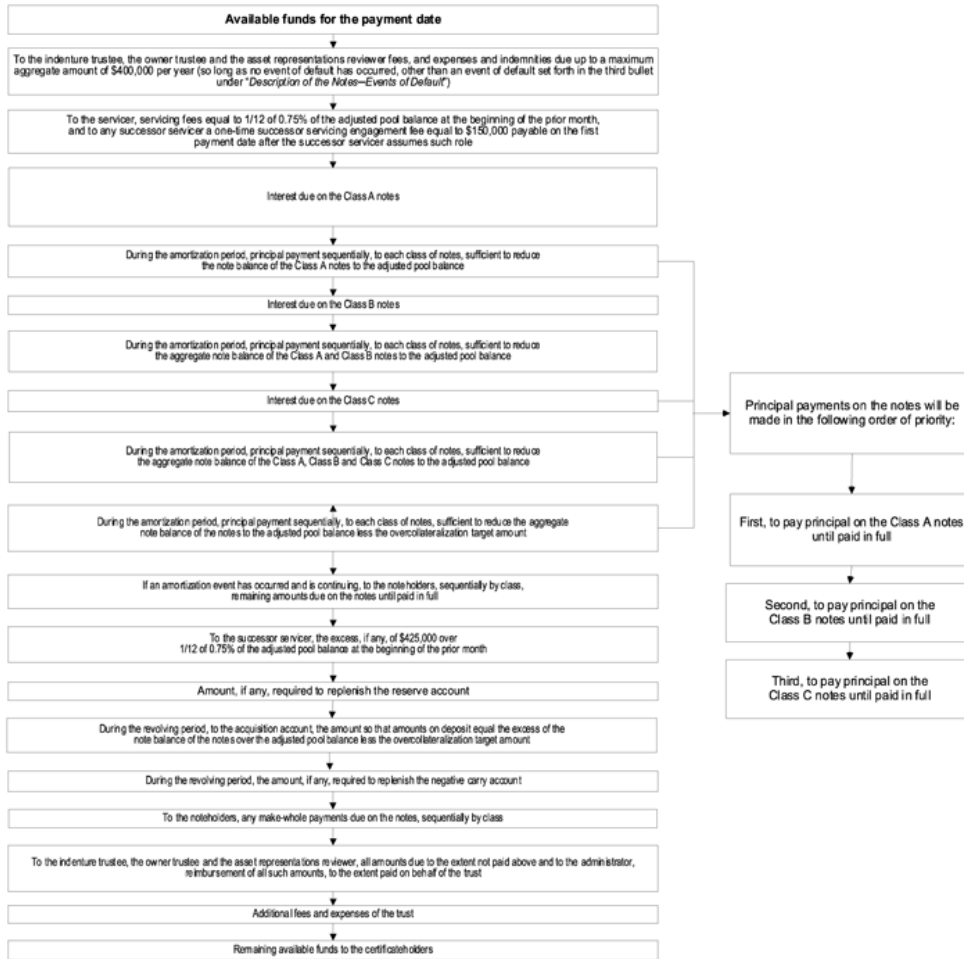 Available funds for the payment date
To the indenture trustee, the owner trustee and the asset representations reviewer fees, and expenses and indemnities due up to a maximum
aggregate amount of $400,000 per year (so long as no event of default has occurred, other than an event of default set forth in the third bullet
under "Description of the Notes—Events of Default")
To the servicer, servicing fees equal to 1/12 of 0.75% of the adjusted pool balance at the beginning of the prior month,
and to any successor servicer a one-time successor servicing engagement fee equal to $150,000 payable on the first
payment date after the successor servicer assumes such role
Interest due on the Class A notes
During the amortization period, principal payment sequentially, to each class of notes, sufficient to reduce
the note balance of the Class A notes to the adjusted pool balance
Interest due on the Class B notes
During the amortization period, principal payment sequentially, to each class of notes, sufficient to reduce
the aggregate note balance of the Class A and Class B notes to the adjusted pool balance
Interest due on the Class C notes
During the amortization period, principal payment sequentially, to each class of notes, sufficient to reduce
the aggregate note balance of the Class A, Class B and Class C notes to the adjusted pool balance
During the amortization period, principal payment sequentially, to each class of notes, sufficient to reduce the aggregate
note balance of the notes to the adjusted pool balance less the overcollateralization target amount
If an amortization event has occurred and is continuing, to the noteholders, sequentially by class,
remaining amounts due on the notes until paid in full
To the successor servicer, the excess, if any, of $425,000 over
1/12 of 0.75% of the adjusted pool balance at the beginning of the prior month
Amount, if any, required to replenish the reserve account
During the revolving period, to the acquisition account, the amount so that amounts on deposit equal the excess of the
note balance of the notes over the adjusted pool balance less the overcollateralization target amount
During the revolving period, the amount, if any, required to replenish the negative carry account
To the noteholders, any make-whole payments due on the notes, sequentially by class
To the indenture trustee, the owner trustee and the asset representations reviewer, all amounts due to the extent not paid above and to the administrator,
reimbursement of all such amounts, to the extent paid on behalf of the trust
Additional fees and expenses of the trust
Remaining available funds to the certificateholders
Principal payments on the notes will be
made in the following order of priority:
First, to pay principal on the Class A notes
until paid in full
Second, to pay principal on the
Class B notes until paid in full
Third, to pay principal on the
Class C notes until paid in full